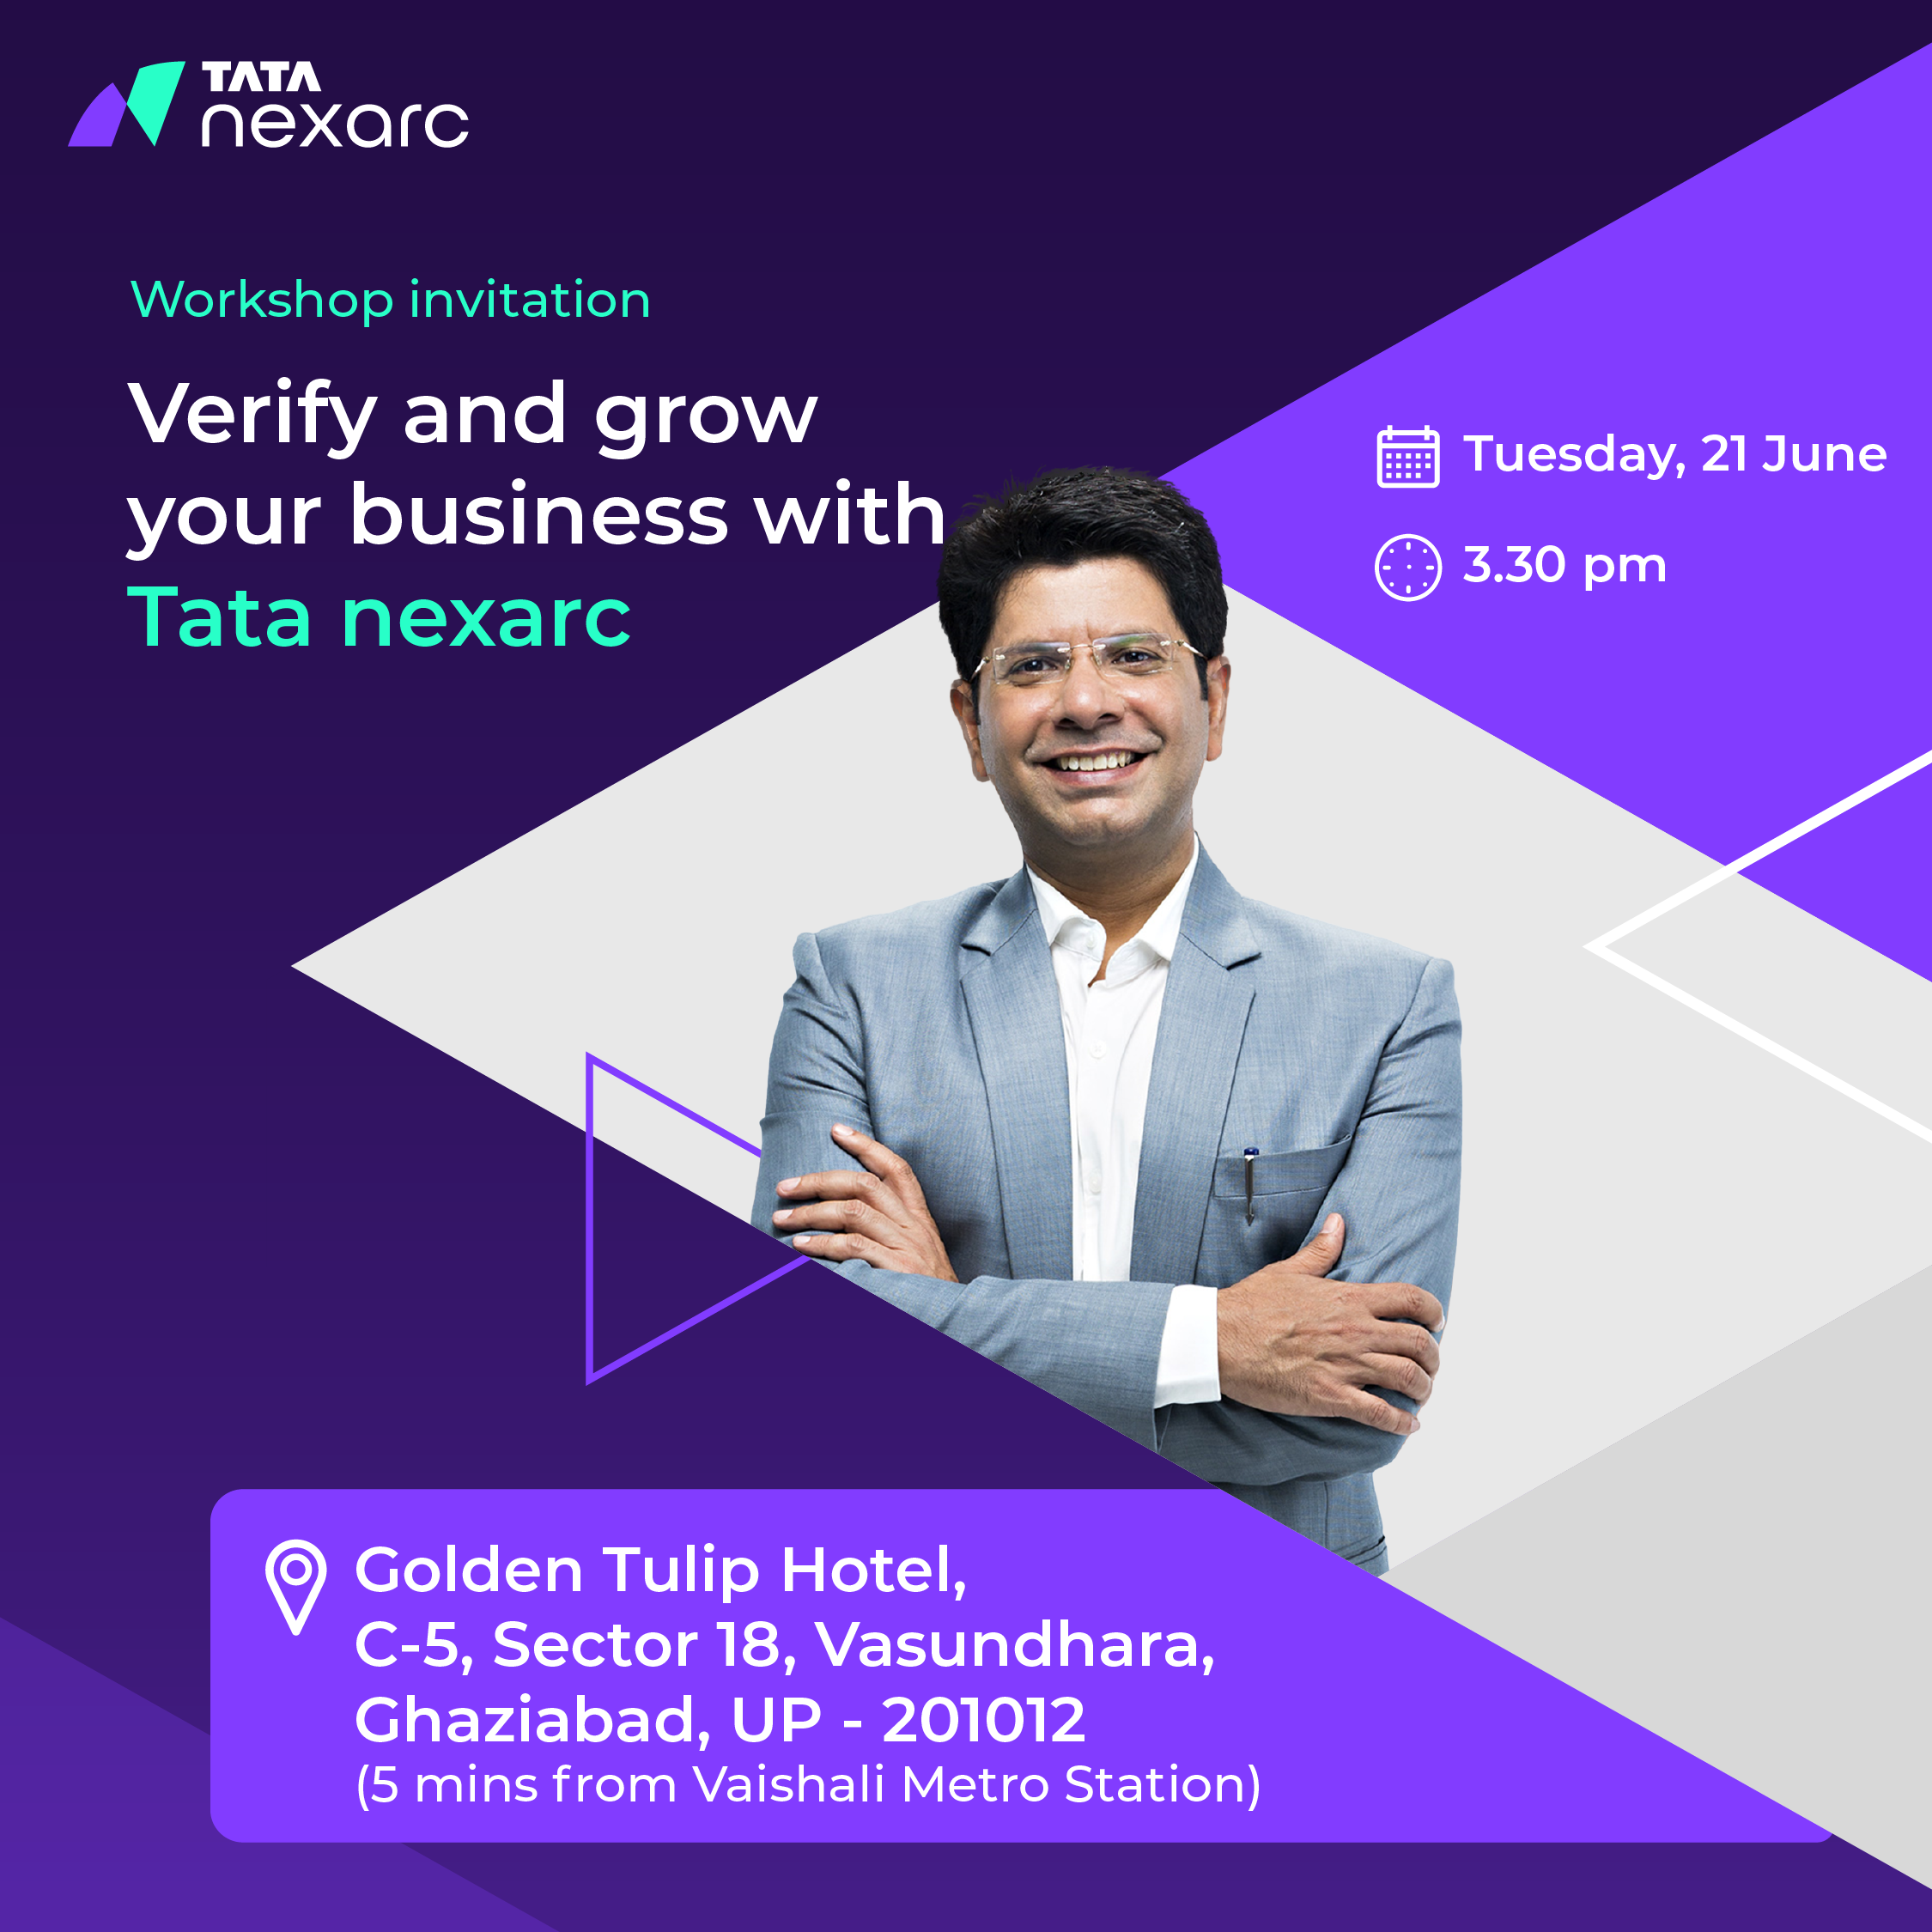 TATA
nexarc
Workshop invitation
Verify and grow
your business with
Tata nexarc
Tuesday, 21 June
3.30 pm
Golden Tulip Hotel,
C-5, Sector 18, Vasundhara,
Ghaziabad, UP - 201012
(5 mins from Vaishali Metro Station)